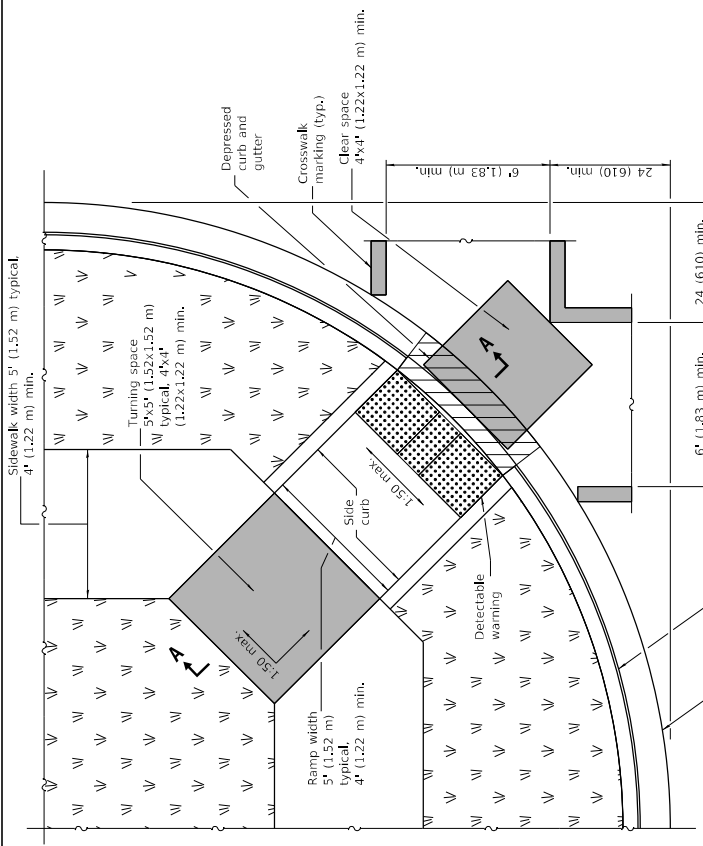 Sidewalk width 5' (1.52 m) typical,
4' (1.22 m) min.
Turning space
5'x5' (1.52x1.52 m)
typical, 4'x4'
(1.22x1.22 m) min.
Depressed
curb and
gutter
Crosswalk
marking (typ.)
Clear space
4'x4' (1.22x1.22 m) min.
6' (1.83 m) min.
24 (610) min.
24 (610) min.
6' (1.83 m) min.
A
1:50 max.
Side
curb
Detectable
warning
1:50 max.
A
Ramp width
5' (1.52 m)
typical,
4' (1.22 m) min.